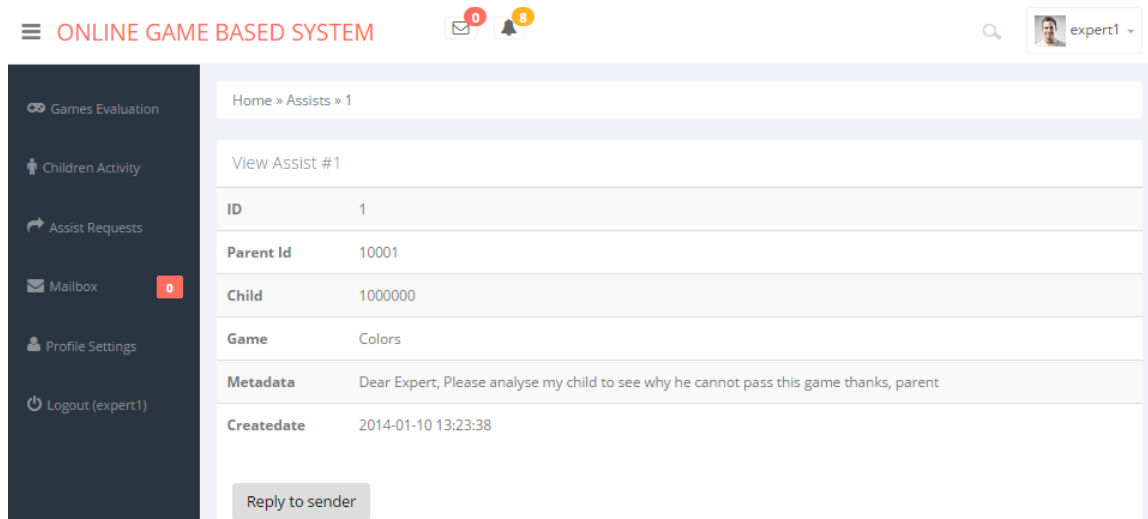 ONLINE GAME BASED SYSTEM 0 8 expert1
Games Evaluation
Children Activity
Assist Requests
Mailbox 0
Profile Settings
Logout (expert1)
Home » Assists » 1
View Assist #1
ID 1
Parent Id 10001
Child 1000000
Game Colors
Metadata Dear Expert, Please analyse my child to see why he cannot pass this game thanks, parent
Createdate 2014-01-10 13:23:38
Reply to sender